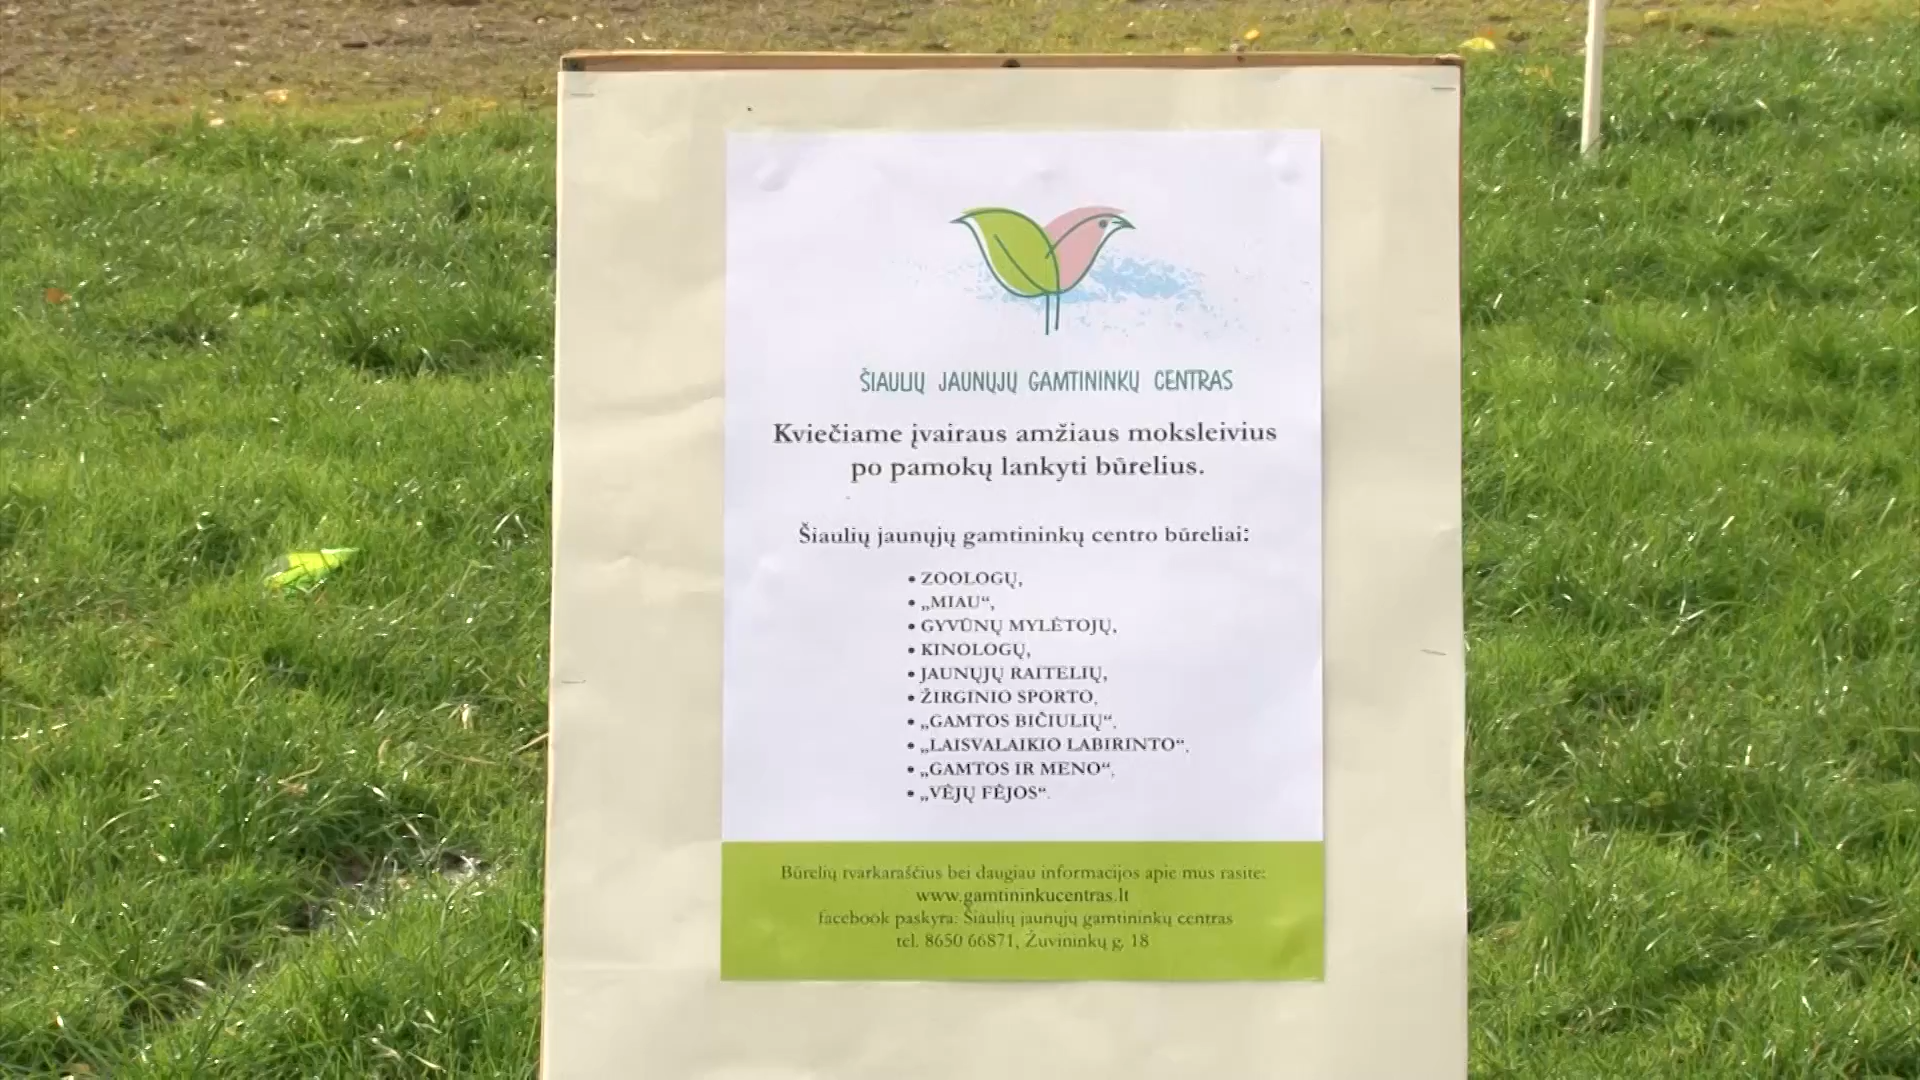 ŠIAULIŲ JAUNŲJŲ GAMTININKŲ CENTRAS
Kviečiame įvairaus amžiaus moksleivius
po pamokų lankyti būrelius.
Šiaulių jaunųjų gamtininkų centro būreliai:
• ZOOLOGŲ,
• „MIAU“,
• GYVŪNŲ MYLĖTOJŲ,
• KINOLOGŲ,
• JAUNŲJŲ RAITELIŲ,
• ŽIRGINIO SPORTO,
• „GAMTOS BIČIULIŲ“,
• „LAISVALAIKIO LABIRINTO“,
• „GAMTOS IR MENO“,
• „VĖJŲ FĖJOS“.
Būrelių tvarkaraščius bei daugiau informacijos apie mus rasite:
www.gamtininkucentras.lt
facebook paskyra: Šiaulių jaunųjų gamtininkų centras
tel. 8650 66871, Žuvininkų g. 18